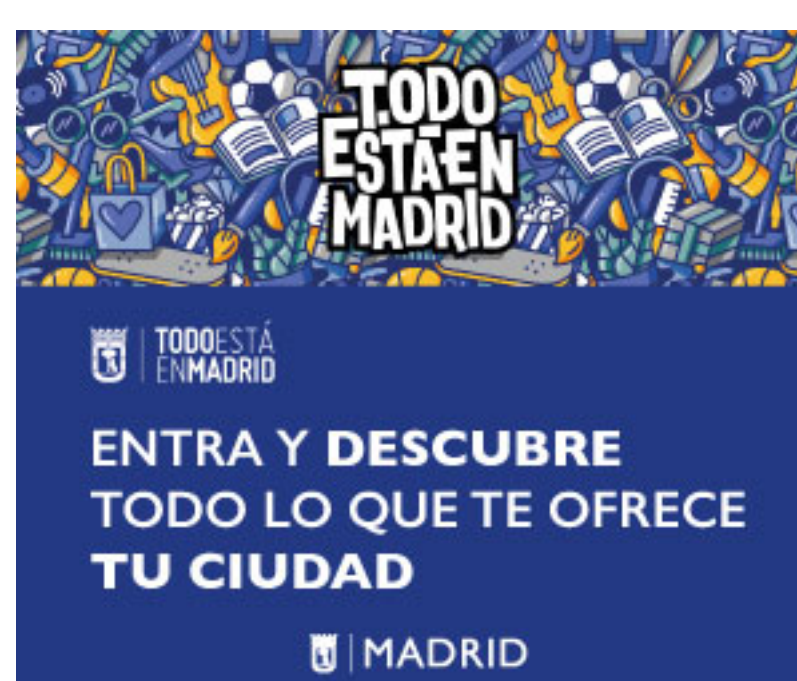 TODO
ESTÁ EN
MADRID
TODOESTÁ
ENMADRID
ENTRA Y DESCUBRE
TODO LO QUE TE OFRECE
TU CIUDAD
MADRID